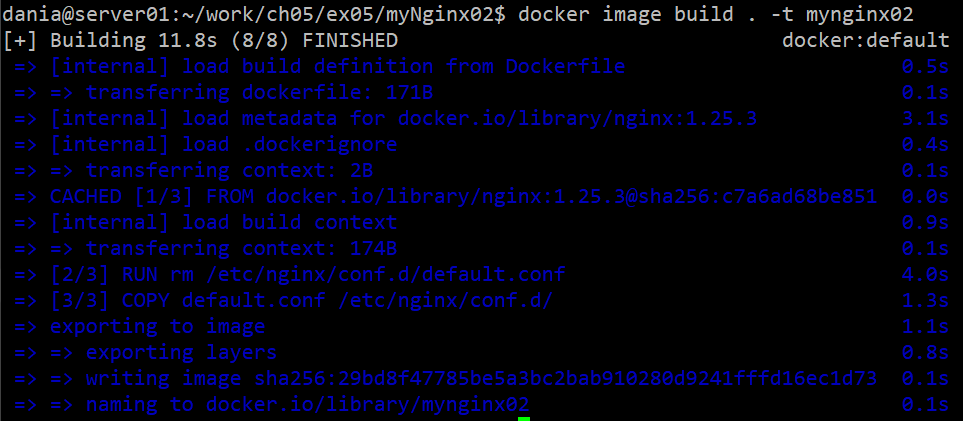 dania@server01:~/work/ch05/ex05/myNginx02$ docker image build . -t mynginx02
[+] Building 11.8s (8/8) FINISHED docker:default
=> [internal] load build definition from Dockerfile 0.5s
=> => transferring dockerfile: 171B 0.1s
=> [internal] load metadata for docker.io/library/nginx:1.25.3 3.1s
=> [internal] load .dockerignore 0.4s
=> => transferring context: 2B 0.1s
=> CACHED [1/3] FROM docker.io/library/nginx:1.25.3@sha256:c7a6ad68be851 0.0s
=> [internal] load build context 0.9s
=> => transferring context: 174B 0.1s
=> [2/3] RUN rm /etc/nginx/conf.d/default.conf 4.0s
=> [3/3] COPY default.conf /etc/nginx/conf.d/ 1.3s
=> exporting to image 1.1s
=> => exporting layers 0.8s
=> => writing image sha256:29bd8f47785be5a3bc2bab910280d9241fffd16ec1d73 0.1s
=> => naming to docker.io/library/mynginx02 0.1s